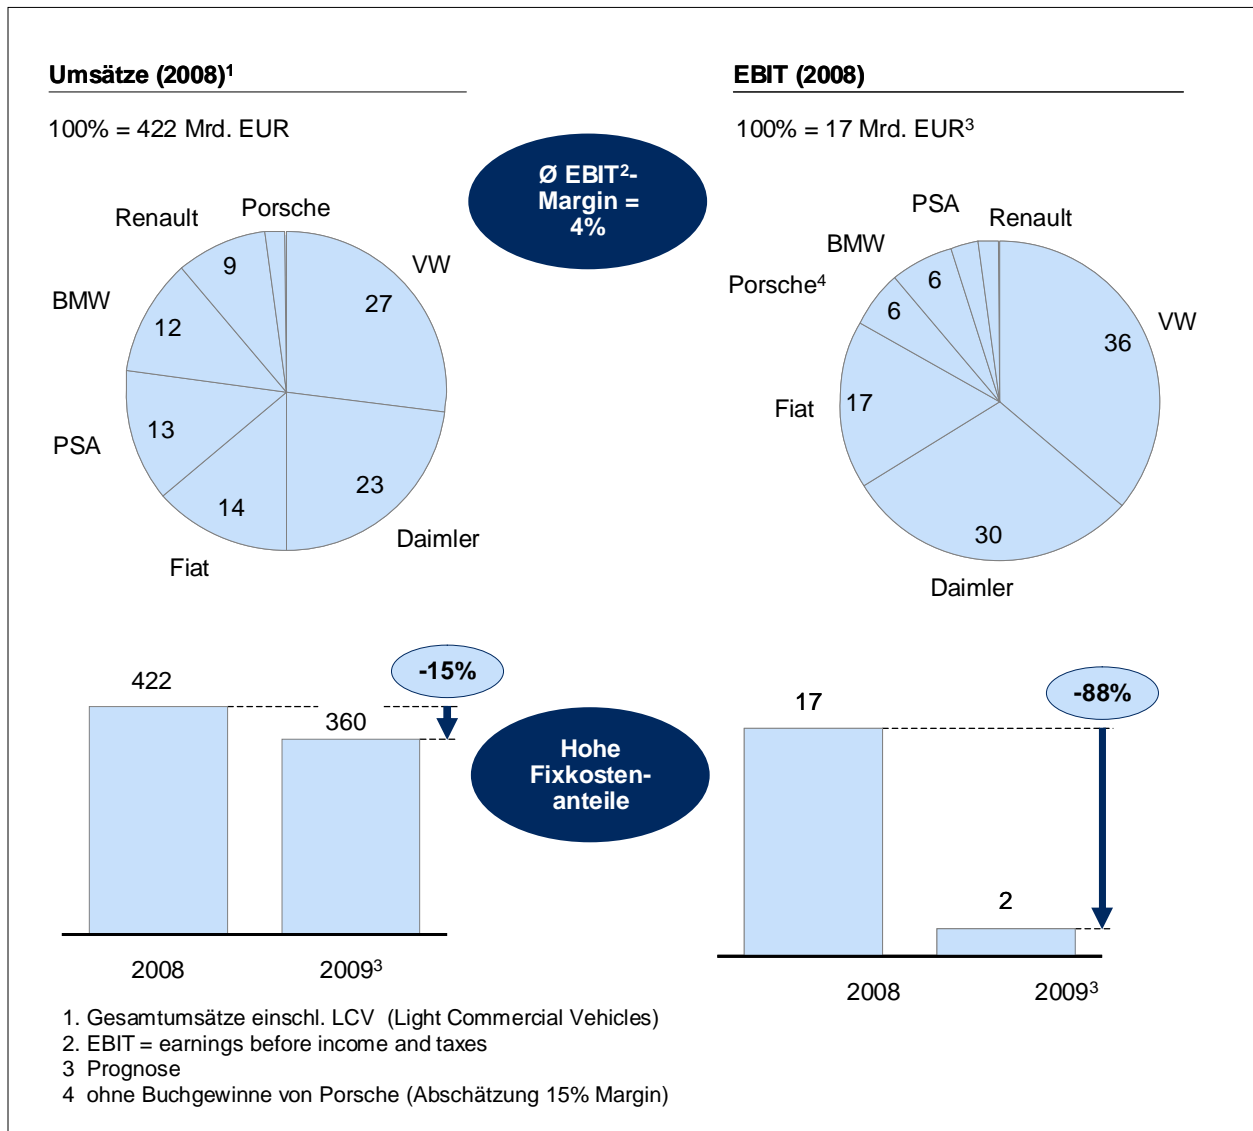 Umsätze (2008)¹
100% = 422 Mrd. EUR
EBIT (2008)
100% = 17 Mrd. EUR³
Ø EBIT²-
Margin =
4%
Renault
Porsche
VW
BMW
PSA
Fiat
Daimler
9
27
12
13
14
23
PSA
Renault
BMW
Porsche⁴
VW
Fiat
Daimler
6
6
36
17
30
422
360
-15%
2008
2009³
Hohe
Fixkosten-
anteile
17
2
-88%
2008
2009³
1. Gesamtumsätze einschl. LCV (Light Commercial Vehicles)
2. EBIT = earnings before income and taxes
3 Prognose
4 ohne Buchgewinne von Porsche (Abschätzung 15% Margin)